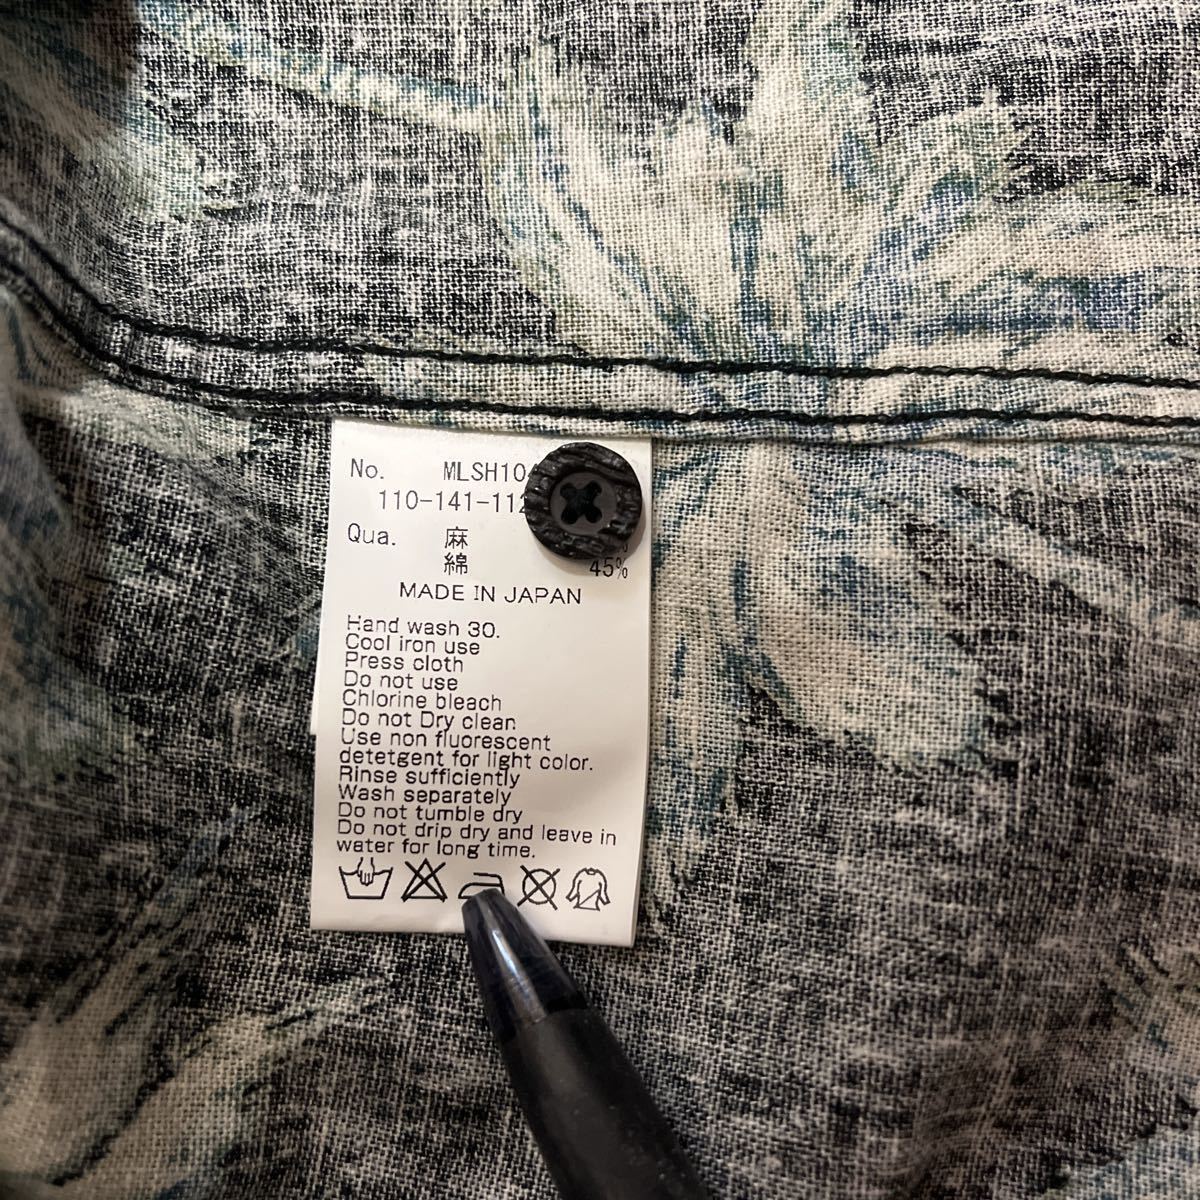 No. MLSH10
110-141-112
Qua. 麻
綿 45%
MADE IN JAPAN
Hand wash 30.
Cool iron use
Press cloth
Do not use
Chlorine bleach
Do not Dry clean
Use non fluorescent
detetgent for light color.
Rinse sufficiently
Wash separately
Do not tumble dry
Do not drip dry and leave in
water for long time.